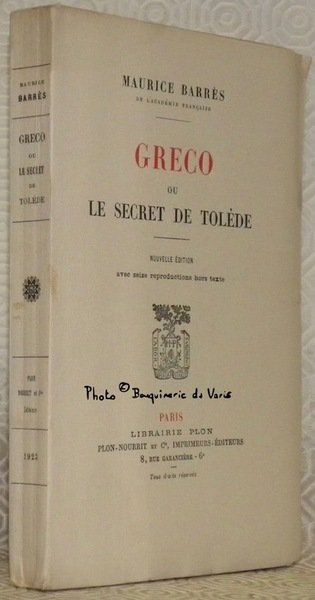 MAURICE
BARRÈS
GRECO
OU
LE SECRET
DE
TOLÈDE
PLON
NOURRIT et Cie
Éditeurs
1923
MAURICE BARRÈS
DE L'ACADÉMIE FRANÇAISE
GRECO
OU
LE SECRET DE TOLÈDE
NOUVELLE ÉDITION
avec seize reproductions hors texte
Photo © Bouquinerie du Varis
PARIS
LIBRAIRIE PLON
PLON-NOURRIT ET Cie, IMPRIMEURS-ÉDITEURS
8, RUE GARANCIÈRE - 6e
Tous droits réservés